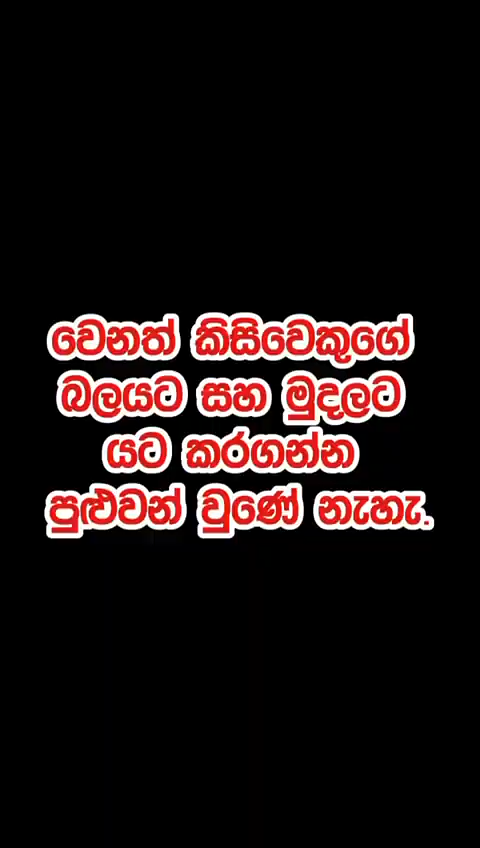 වෙනත් කිසිවෙකුගේ
බලයට සහ මුදලට
යට කරගන්න
පුළුවන් වුණේ නැහැ.